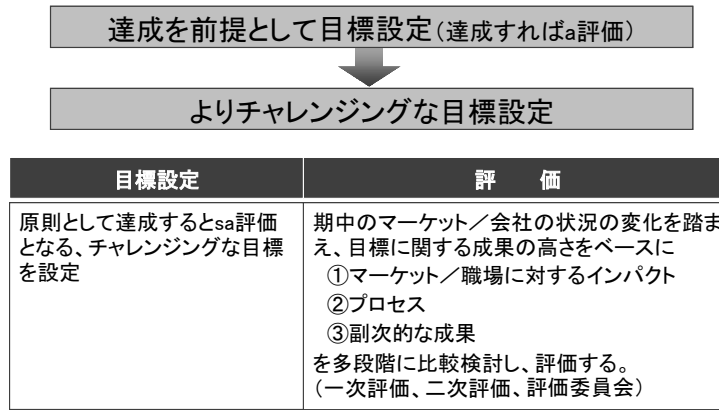 達成を前提として目標設定(達成すればa評価)
よりチャレンジングな目標設定
目標設定
評　価
原則として達成するとsa評価
となる、チャレンジングな目標
を設定
期中のマーケット／会社の状況の変化を踏ま
え、目標に関する成果の高さをベースに
①マーケット／職場に対するインパクト
②プロセス
③副次的な成果
を多段階に比較検討し、評価する。
(一次評価、二次評価、評価委員会)